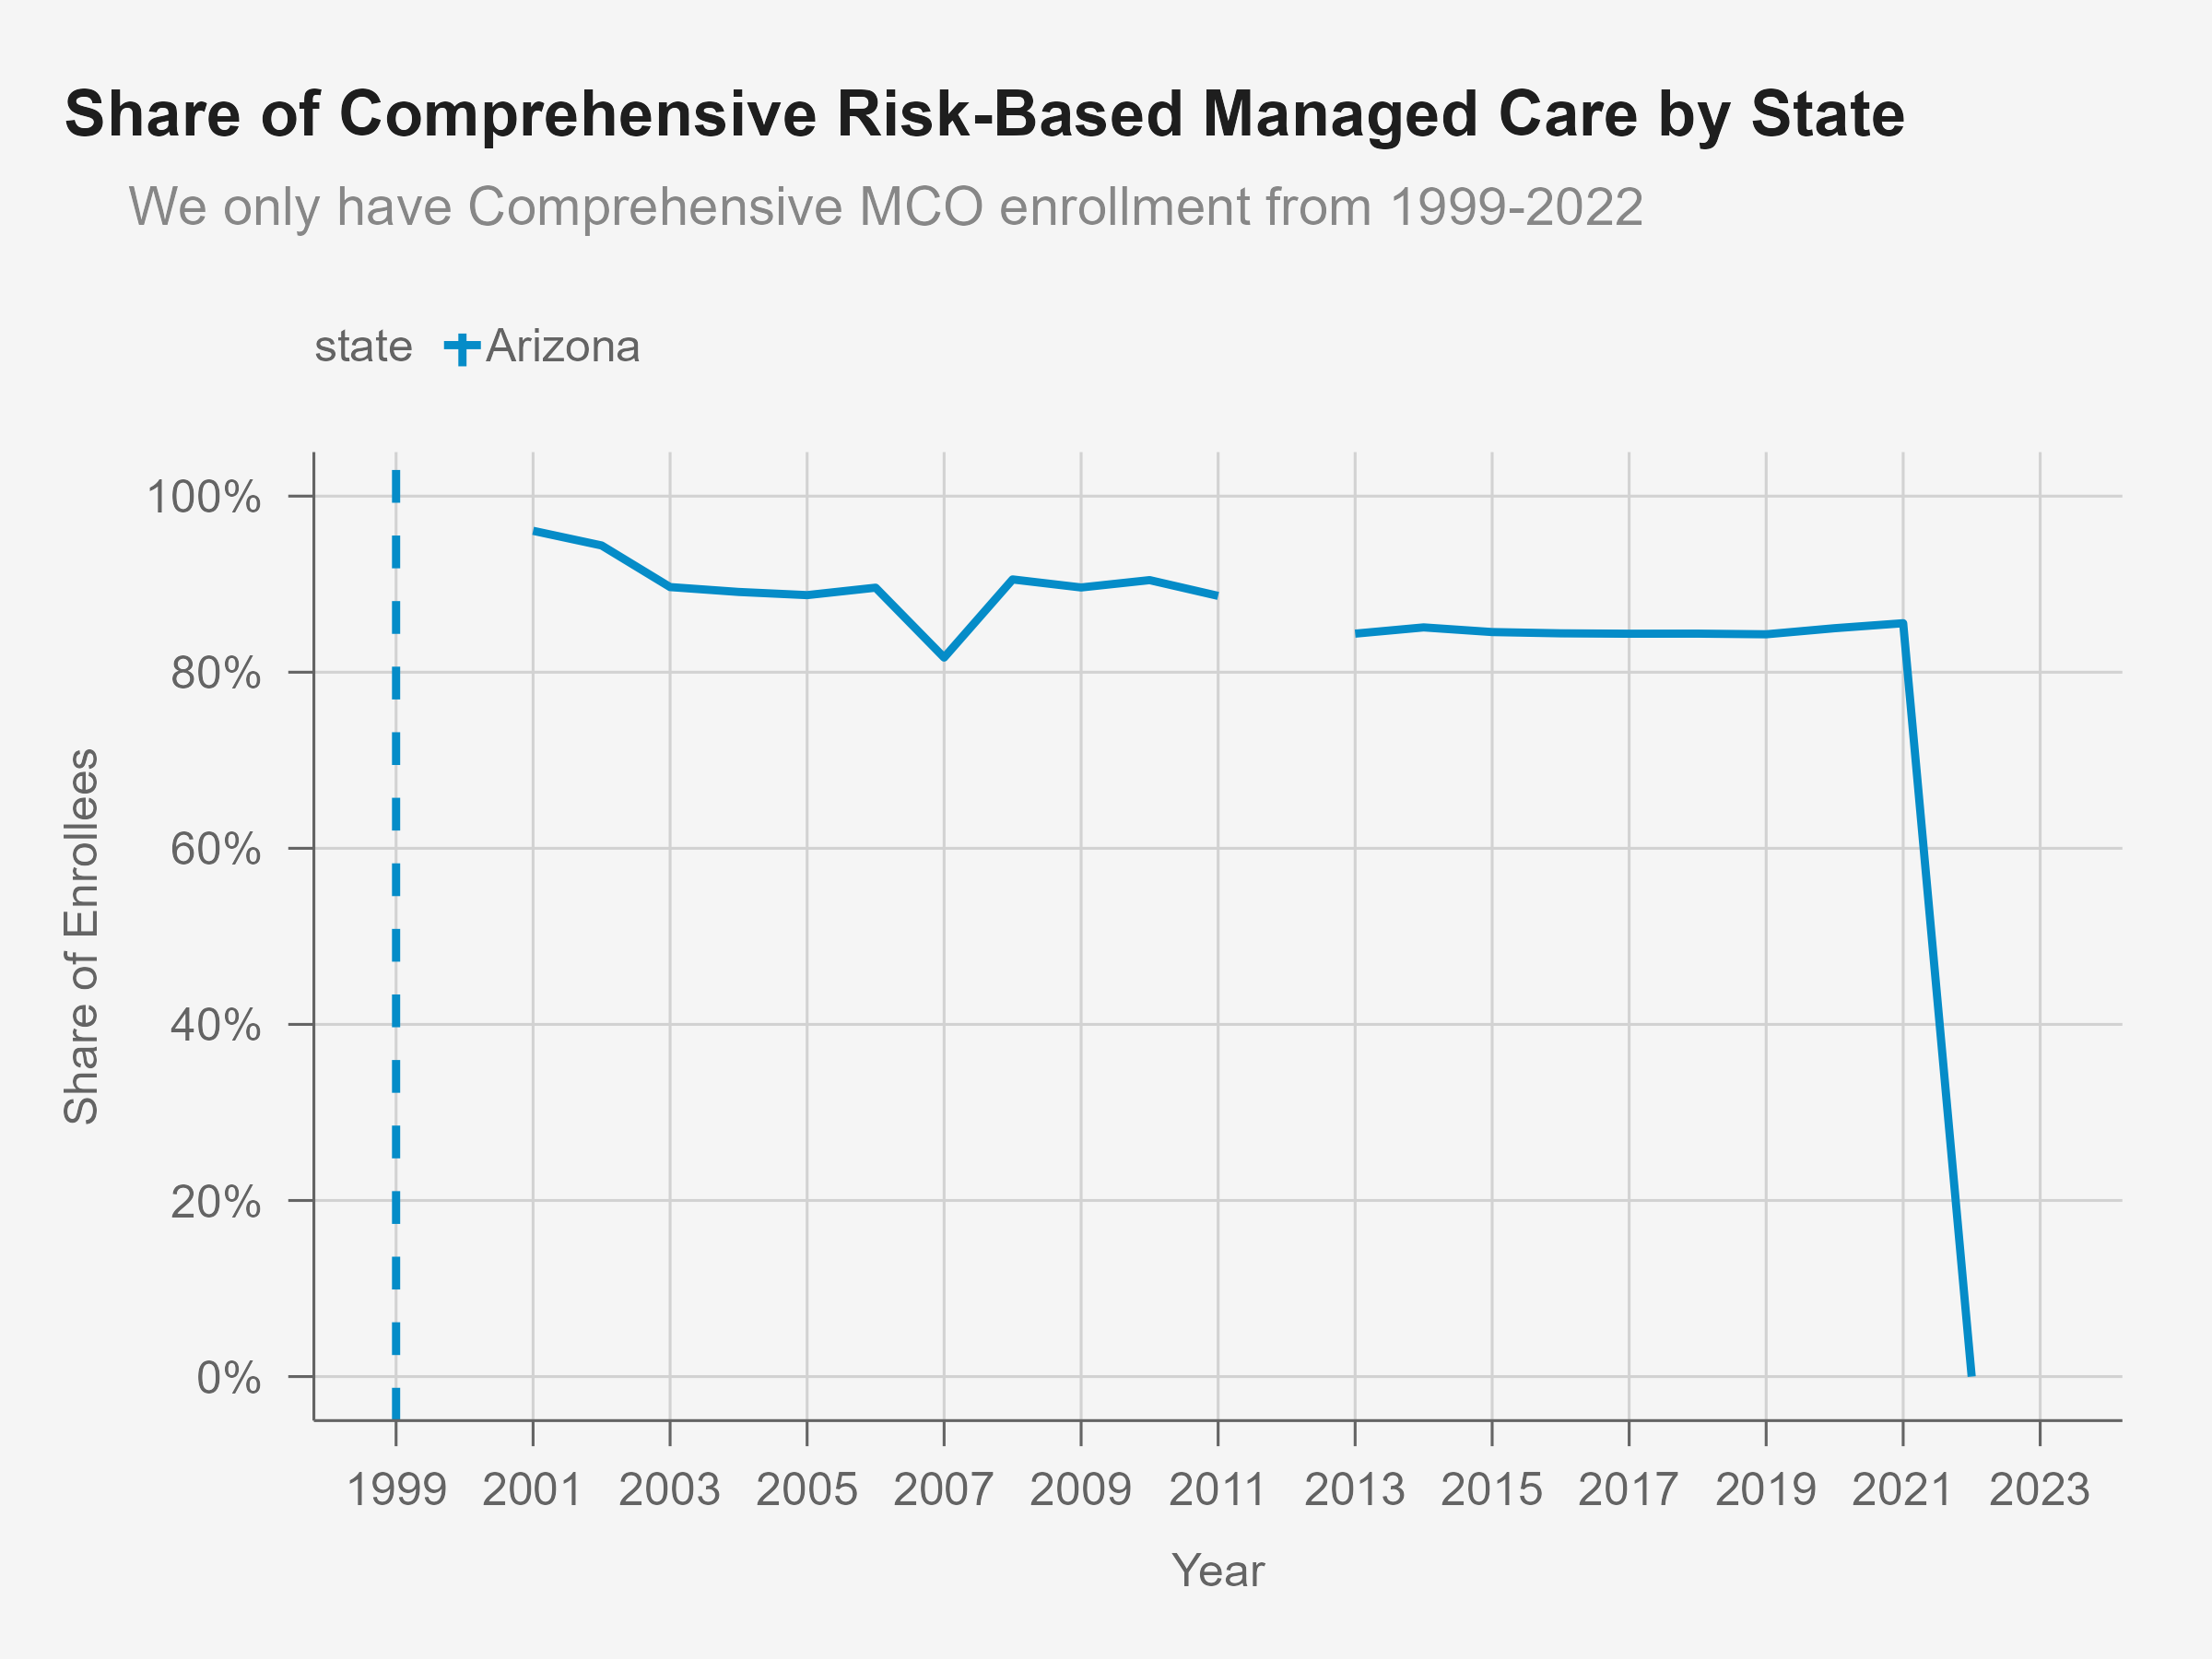 Share of Comprehensive Risk-Based Managed Care by State
We only have Comprehensive MCO enrollment from 1999-2022
state Arizona
100%
80%
60%
40%
20%
0%
Share of Enrollees
1999 2001 2003 2005 2007 2009 2011 2013 2015 2017 2019 2021 2023
Year